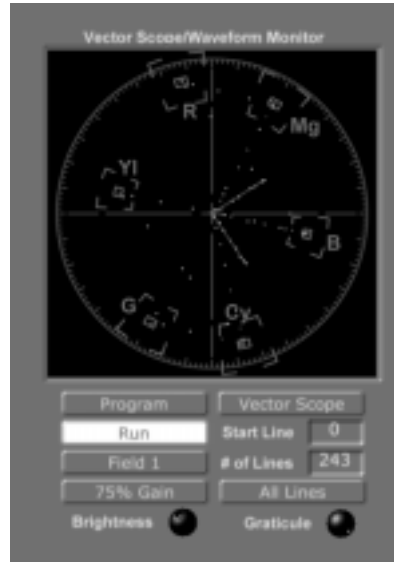 Vector Scope/Waveform Monitor
R
Mg
Yl
B
G
Cy
Program
Vector Scope
Run
Start Line 0
Field 1
# of Lines 243
75% Gain
All Lines
Brightness
Graticule